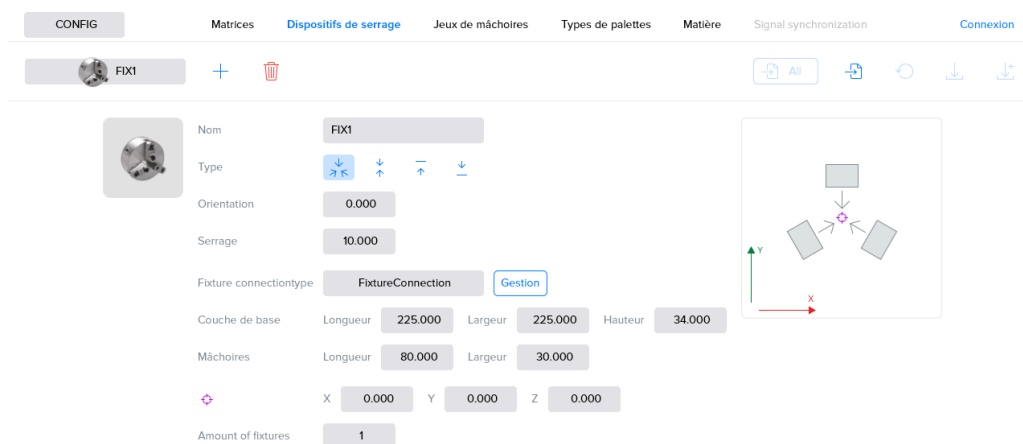 CONFIG Matrices Dispositifs de serrage Jeux de mâchoires Types de palettes Matière Signal synchronization Connexion
FIX1 All
Nom FIX1
Type
Orientation 0.000
Serrage 10.000
Fixture connectiontype FixtureConnection Gestion
Couche de base Longueur 225.000 Largeur 225.000 Hauteur 34.000
Mâchoires Longueur 80.000 Largeur 30.000
X 0.000 Y 0.000 Z 0.000
Amount of fixtures 1
Y
X